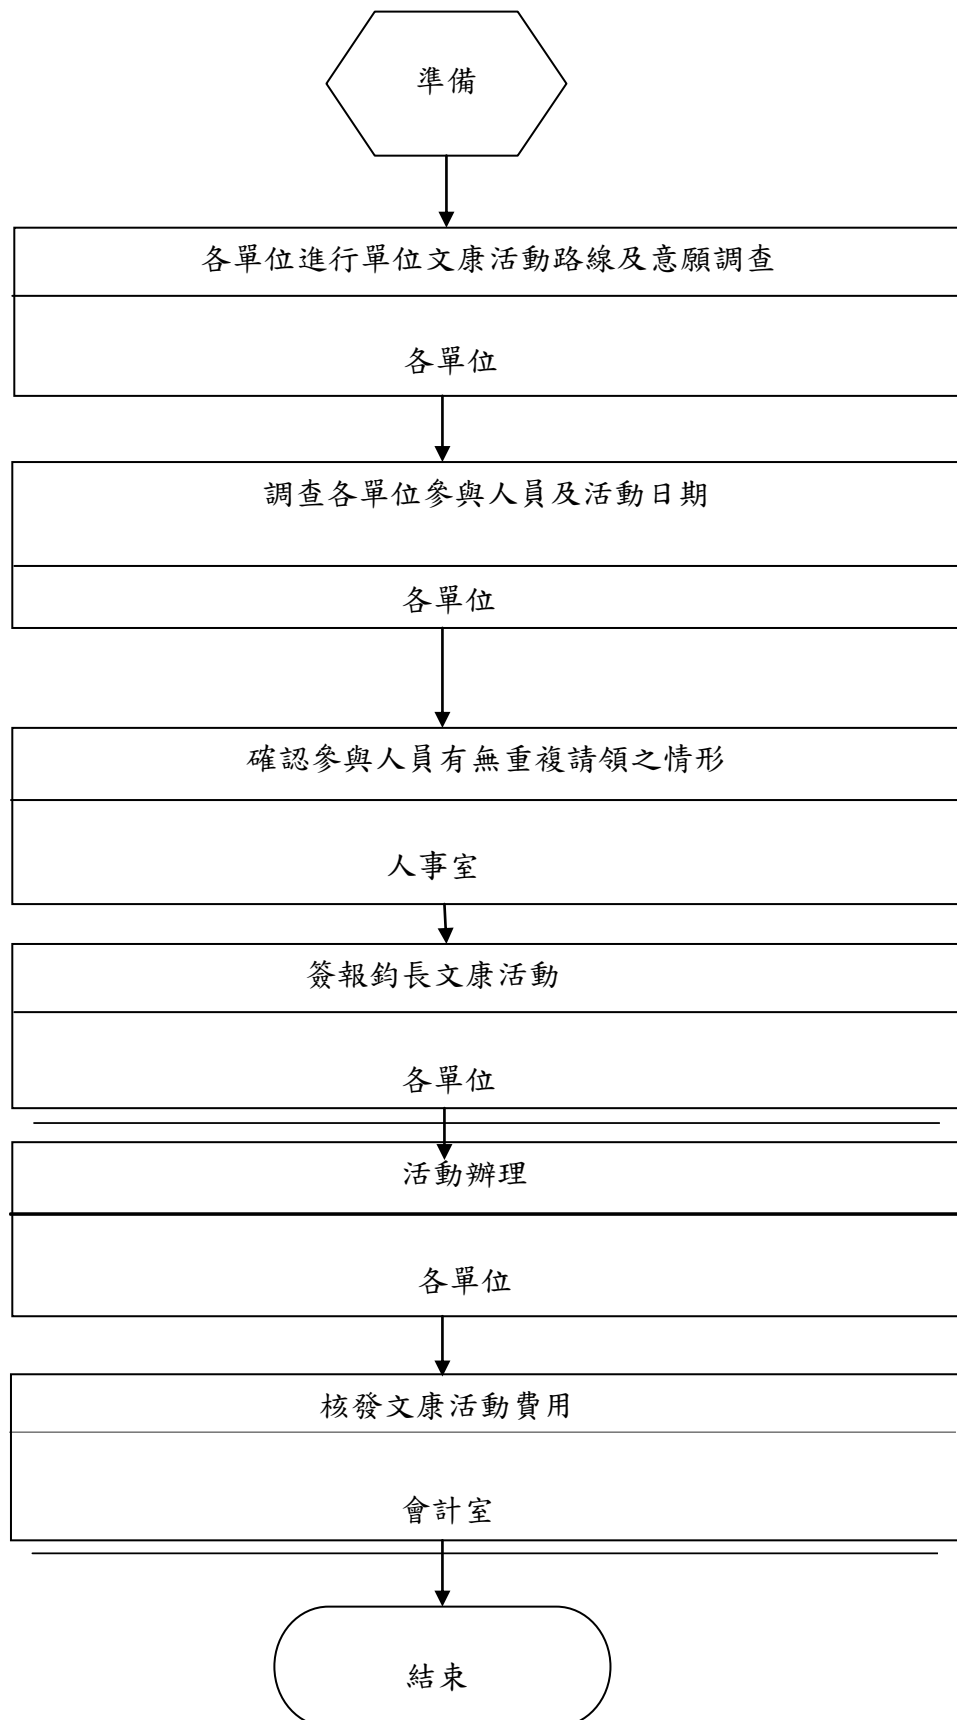 準備
各單位進行單位文康活動路線及意願調查
各單位
調查各單位參與人員及活動日期
各單位
確認參與人員有無重複請領之情形
人事室
簽報鈞長文康活動
各單位
活動辦理
各單位
核發文康活動費用
會計室
結束